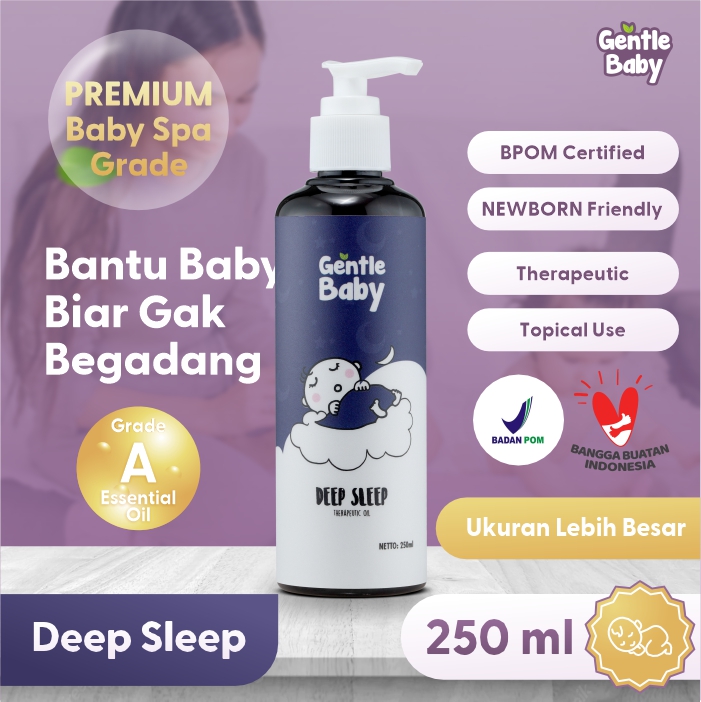 Gentle
Baby
PREMIUM
Baby Spa
Grade
BPOM Certified
NEWBORN Friendly
Therapeutic
Topical Use
Bantu Baby
Biar Gak
Begadang
Gentle
Baby
DEEP SLEEP
THERAPEUTIC OIL
NETTO: 250ml
Grade
A
Essential
Oil
BADAN POM
BANGGA BUATAN
INDONESIA
Ukuran Lebih Besar
Deep Sleep
250 ml